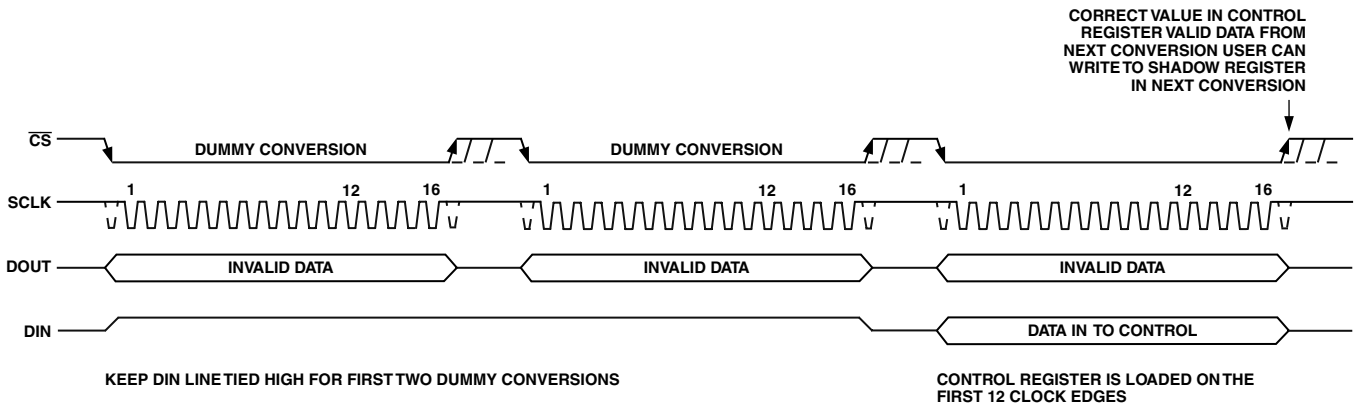 CORRECT VALUE IN CONTROL
REGISTER VALID DATA FROM
NEXT CONVERSION USER CAN
WRITE TO SHADOW REGISTER
IN NEXT CONVERSION
CS
DUMMY CONVERSION
DUMMY CONVERSION
SCLK
1 12 16
1 12 16
1 12 16
DOUT
INVALID DATA
INVALID DATA
INVALID DATA
DIN
DATA IN TO CONTROL
KEEP DIN LINE TIED HIGH FOR FIRST TWO DUMMY CONVERSIONS
CONTROL REGISTER IS LOADED ON THE
FIRST 12 CLOCK EDGES